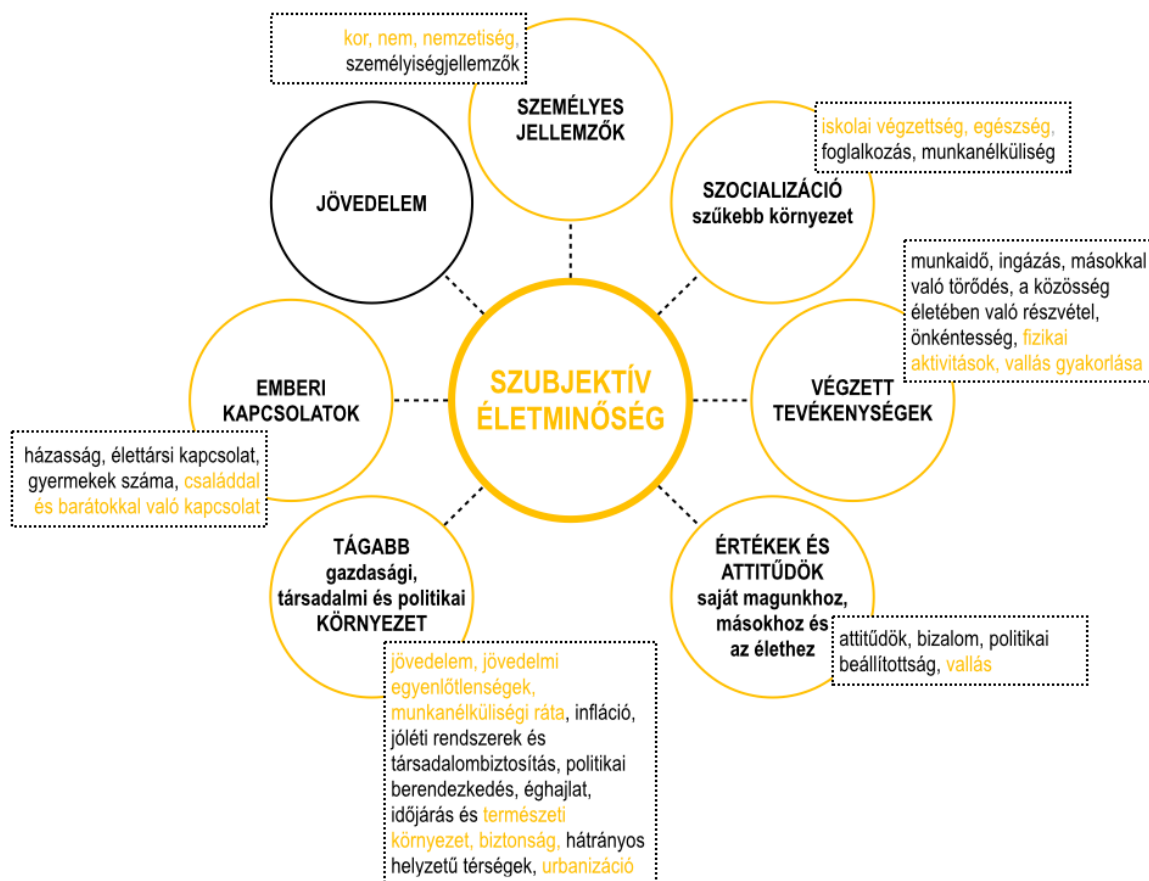 kor, nem, nemzetiség,
személyiségjellemzők
SZEMÉLYES
JELLEMZŐK
iskolai végzettség, egészség,
foglalkozás, munkanélküliség
SZOCIALIZÁCIÓ
szűkebb környezet
JÖVEDELEM
munkaidő, ingázás, másokkal
való törődés, a közösség
életében való részvétel,
önkéntesség, fizikai
aktivitások, vallás gyakorlása
VÉGZETT
TEVÉKENYSÉGEK
SZUBJEKTÍV
ÉLETMINŐSÉG
EMBERI
KAPCSOLATOK
házasság, élettársi kapcsolat,
gyermekek száma, családdal
és barátokkal való kapcsolat
TÁGABB
gazdasági,
társadalmi és politikai
KÖRNYEZET
jövedelem, jövedelmi
egyenlőtlenségek,
munkanélküliségi ráta, infláció,
jóléti rendszerek és
társadalombiztosítás, politikai
berendezkedés, éghajlat,
időjárás és természeti
környezet, biztonság, hátrányos
helyzetű térségek, urbanizáció
ÉRTÉKEK ÉS
ATTITŰDÖK
saját magunkhoz,
másokhoz és
az élethez
attitűdök, bizalom, politikai
beállítottság, vallás